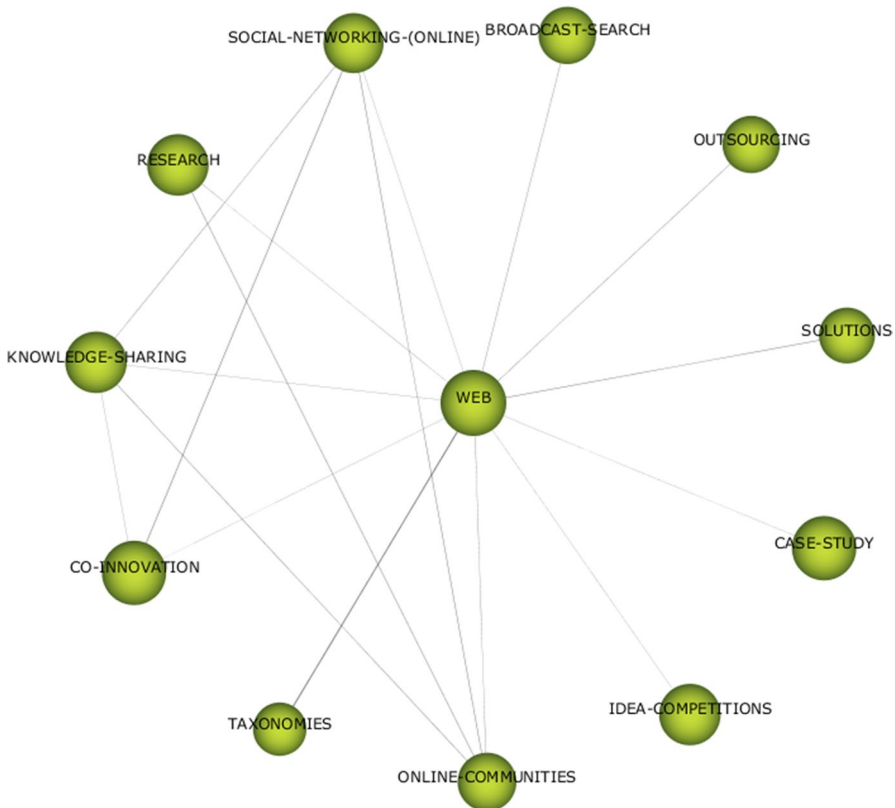 SOCIAL-NETWORKING-(ONLINE)
BROADCAST-SEARCH
OUTSOURCING
RESEARCH
SOLUTIONS
KNOWLEDGE-SHARING
WEB
CASE-STUDY
CO-INNOVATION
IDEA-COMPETITIONS
TAXONOMIES
ONLINE-COMMUNITIES